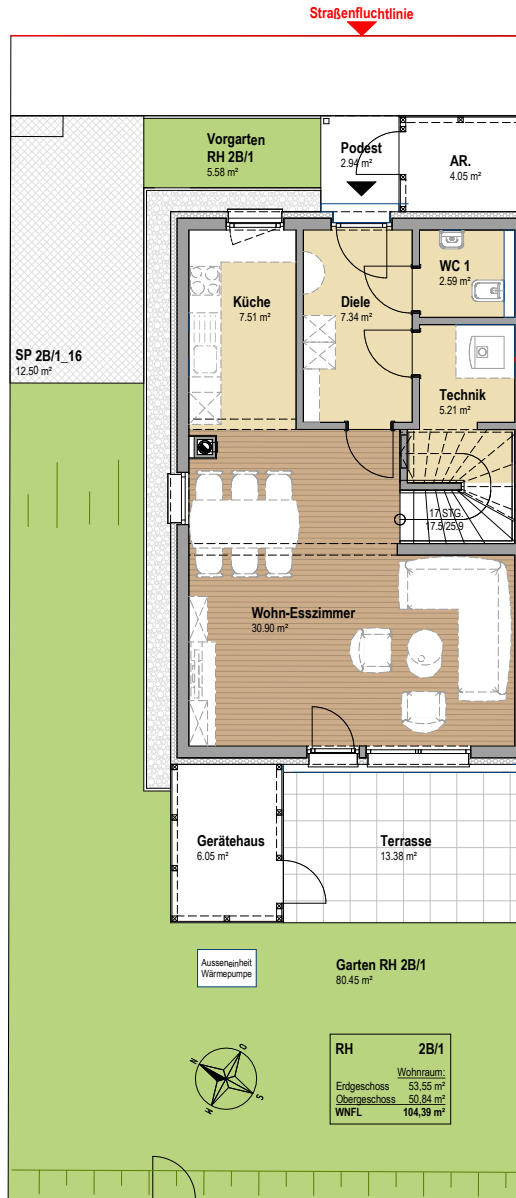 Straßenfluchtlinie
Vorgarten
RH 2B/1
5.58 m²
Podest
2.94 m²
AR.
4.05 m²
WC 1
2.59 m²
Küche
7.51 m²
Diele
7.34 m²
SP 2B/1_16
12.50 m²
Technik
5.21 m²
17 STG.
17.5/25.9
Wohn-Esszimmer
30.90 m²
Gerätehaus
6.05 m²
Terrasse
13.38 m²
Ausseneinheit
Wärmepumpe
Garten RH 2B/1
80.45 m²
N
O
W
S
RH 2B/1
Wohnraum:
Erdgeschoss 53,55 m²
Obergeschoss 50,84 m²
WNFL 104,39 m²